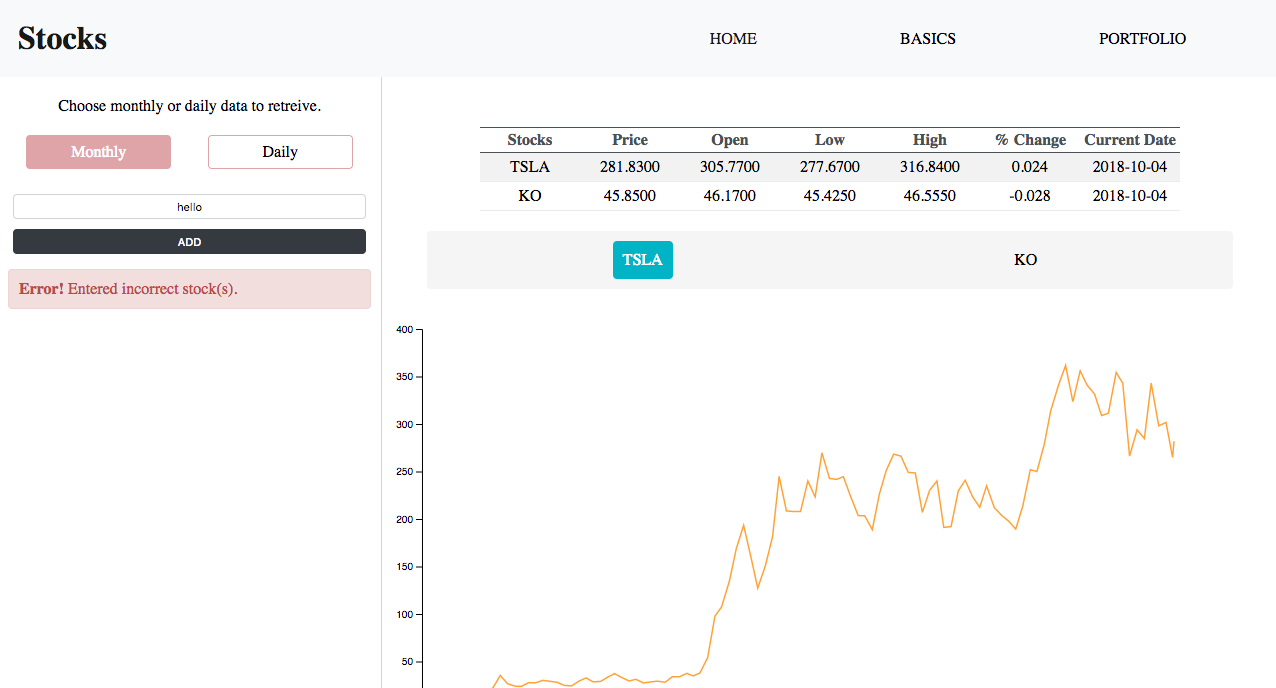 Stocks HOME BASICS PORTFOLIO
Choose monthly or daily data to retreive.
Monthly Daily
hello
ADD
Error! Entered incorrect stock(s).
Stocks Price Open Low High % Change Current Date
TSLA 281.8300 305.7700 277.6700 316.8400 0.024 2018-10-04
KO 45.8500 46.1700 45.4250 46.5550 -0.028 2018-10-04
TSLA KO
400
350
300
250
200
150
100
50